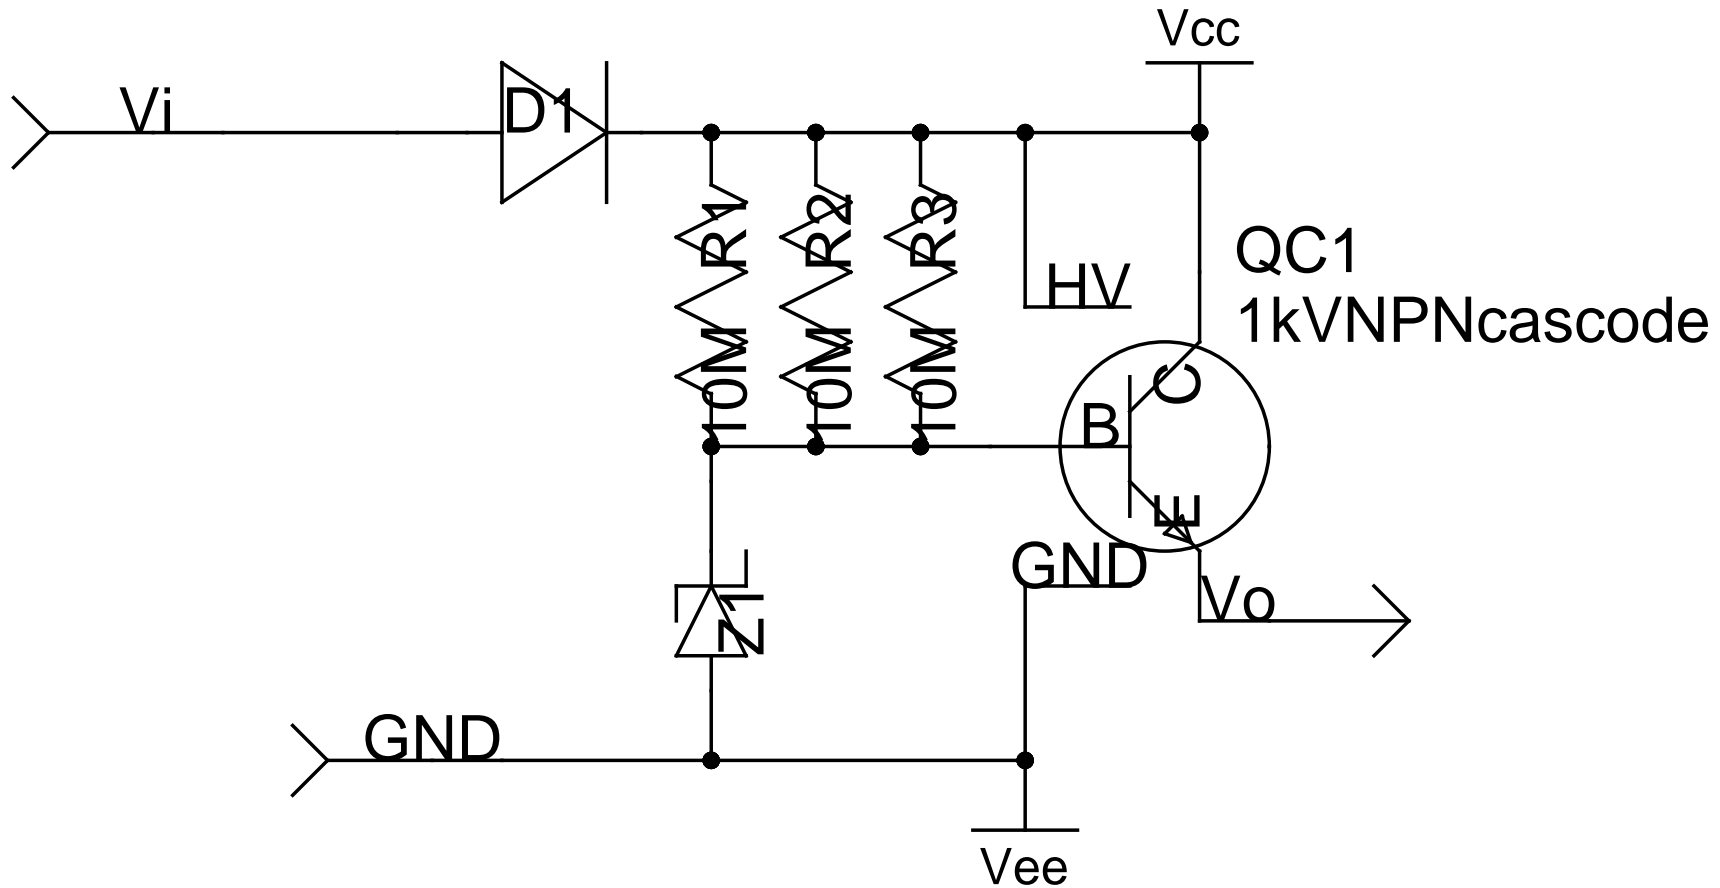 Vcc
Vi
D1
R1
R2
R3
10M
10M
10M
HV
QC1
1kVNPNcascode
C
B
E
GND
Vo
Z1
GND
Vee